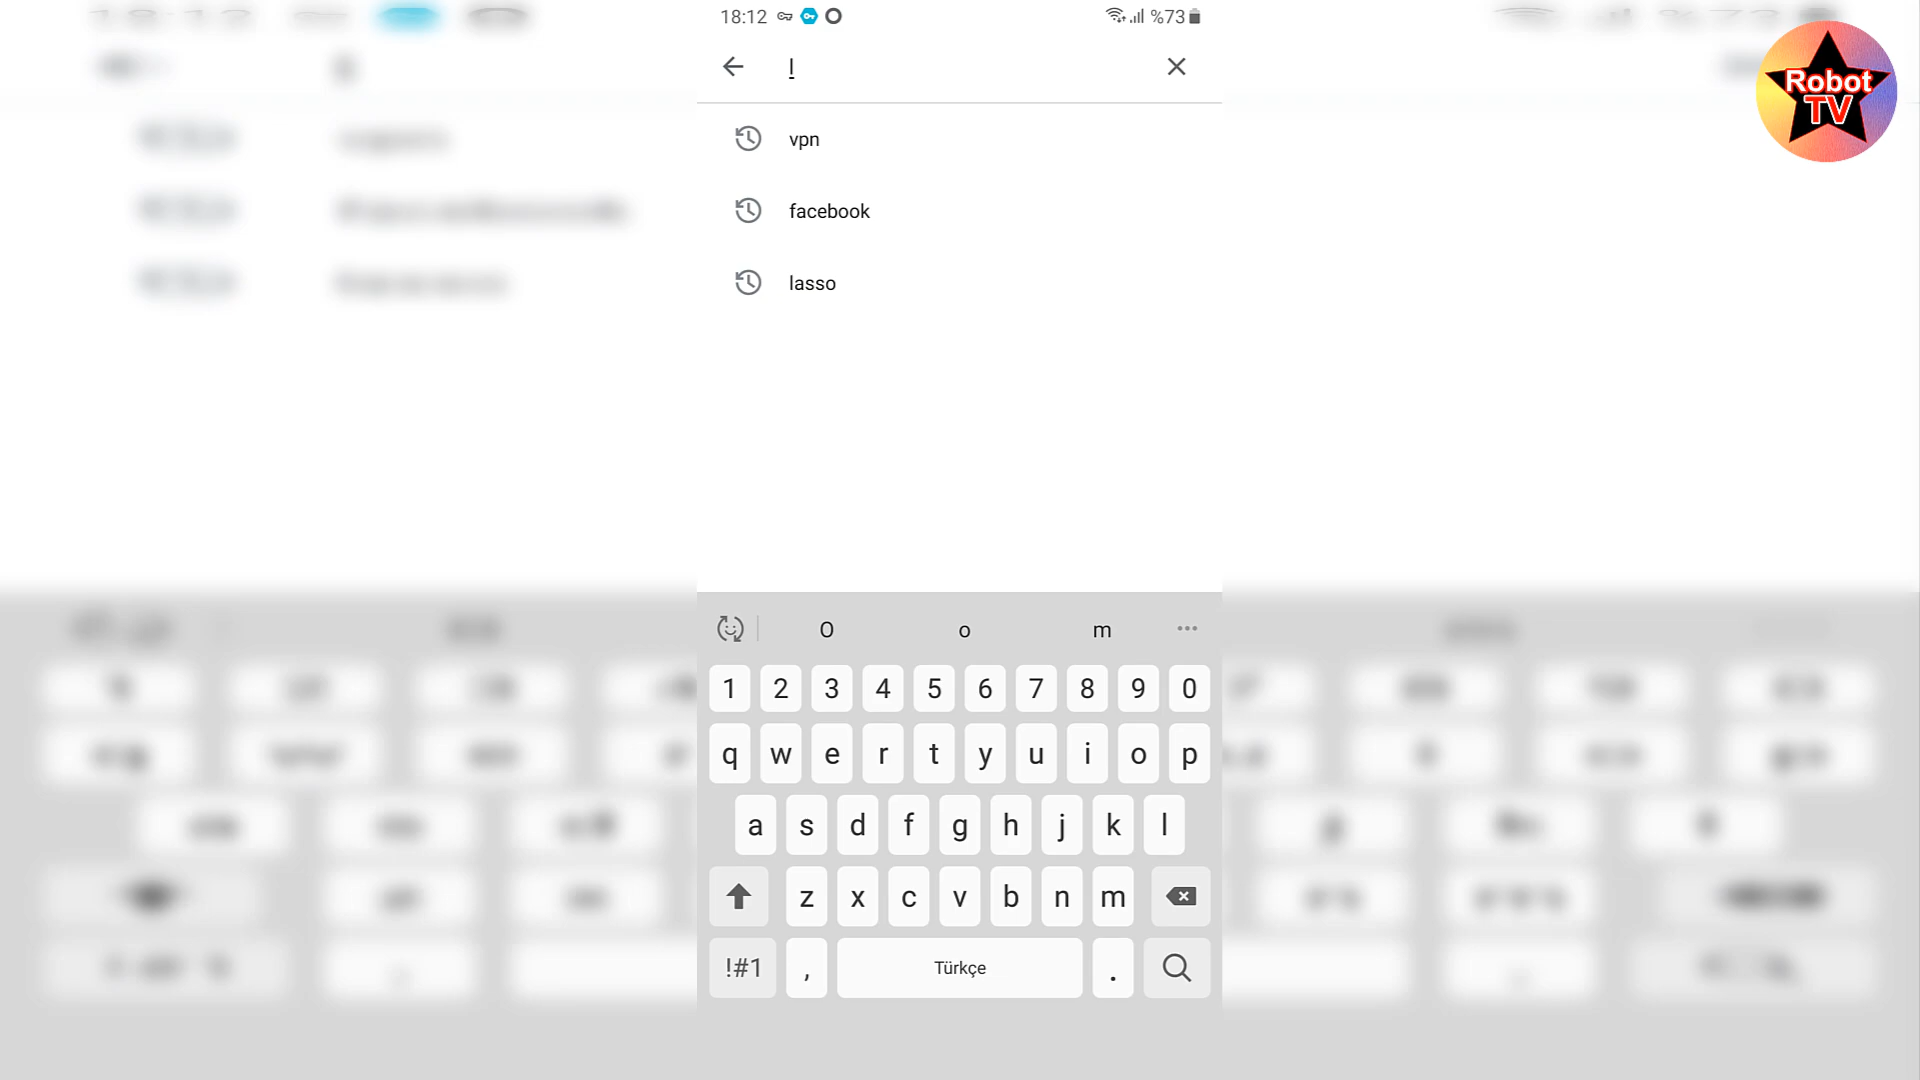 18:12 %73
l
vpn
facebook
lasso
O o m
1 2 3 4 5 6 7 8 9 0
q w e r t y u i o p
a s d f g h j k l
z x c v b n m
!#1 , Türkçe .
Robot
TV